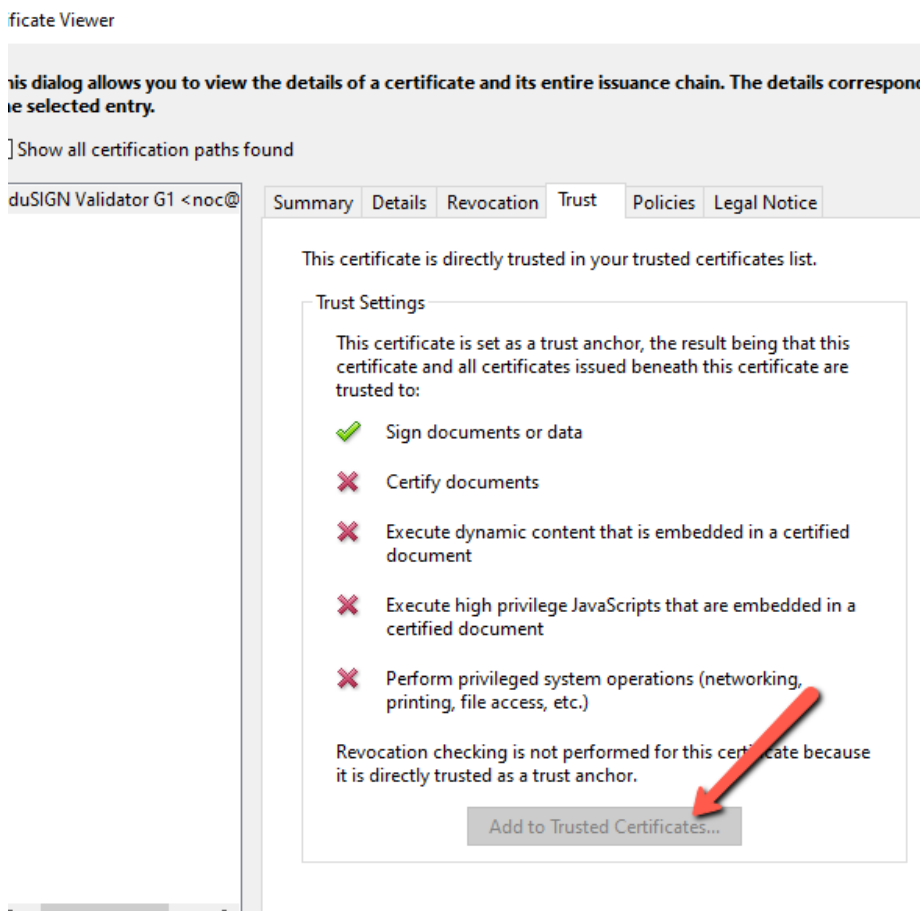 ificate Viewer
his dialog allows you to view the details of a certificate and its entire issuance chain. The details correspond
he selected entry.
Show all certification paths found
duSIGN Validator G1 <noc@
Summary Details Revocation Trust Policies Legal Notice
This certificate is directly trusted in your trusted certificates list.
Trust Settings
This certificate is set as a trust anchor, the result being that this
certificate and all certificates issued beneath this certificate are
trusted to:
Sign documents or data
Certify documents
Execute dynamic content that is embedded in a certified
document
Execute high privilege JavaScripts that are embedded in a
certified document
Perform privileged system operations (networking,
printing, file access, etc.)
Revocation checking is not performed for this certificate because
it is directly trusted as a trust anchor.
Add to Trusted Certificates...